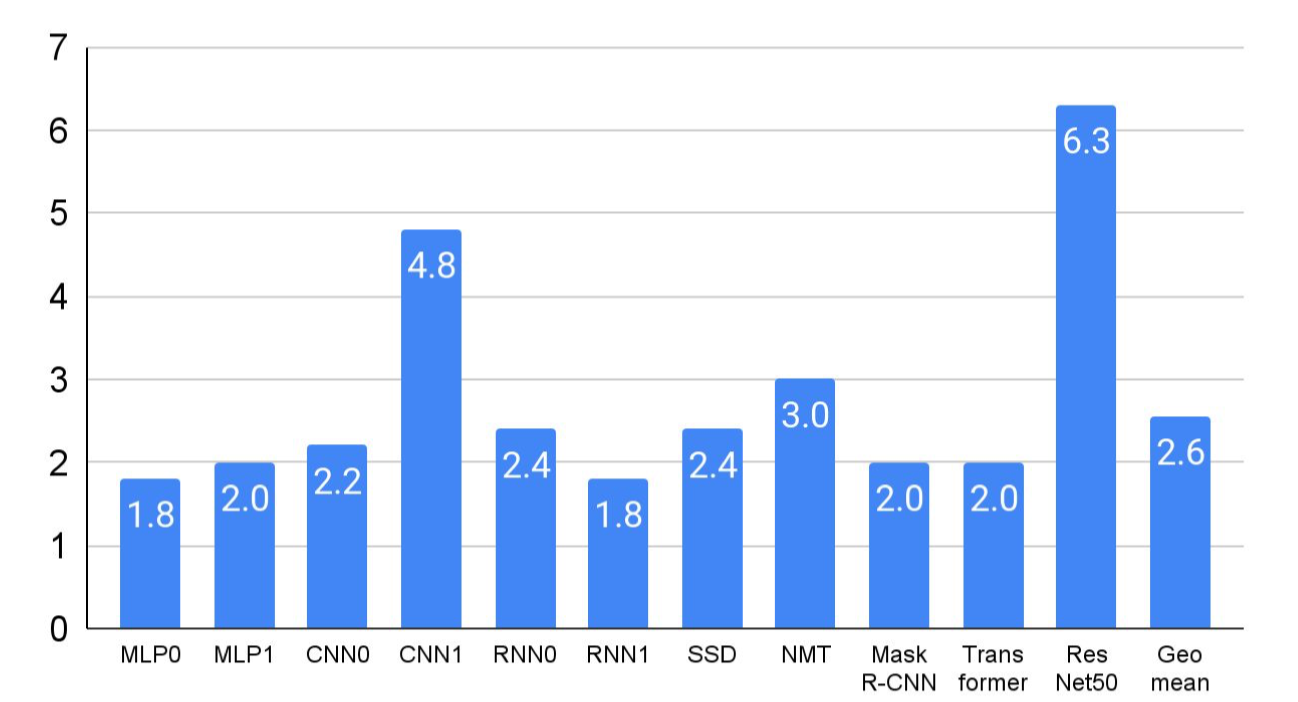 7
6
5
4
3
2
1
0
1.8
2.0
2.2
4.8
2.4
1.8
2.4
3.0
2.0
2.0
6.3
2.6
MLP0
MLP1
CNN0
CNN1
RNN0
RNN1
SSD
NMT
Mask
R-CNN
Trans
former
Res
Net50
Geo
mean